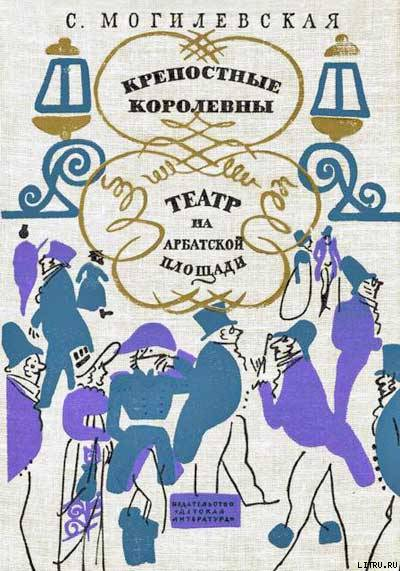 С. МОГИЛЕВСКАЯ
КРЕПОСТНЫЕ
КОРОЛЕВНЫ
ТЕАТР
НА
АРБАТСКОЙ
ПЛОЩАДИ
ИЗДАТЕЛЬСТВО
«ДЕТСКАЯ
ЛИТЕРАТУРА»
LITRU.RU